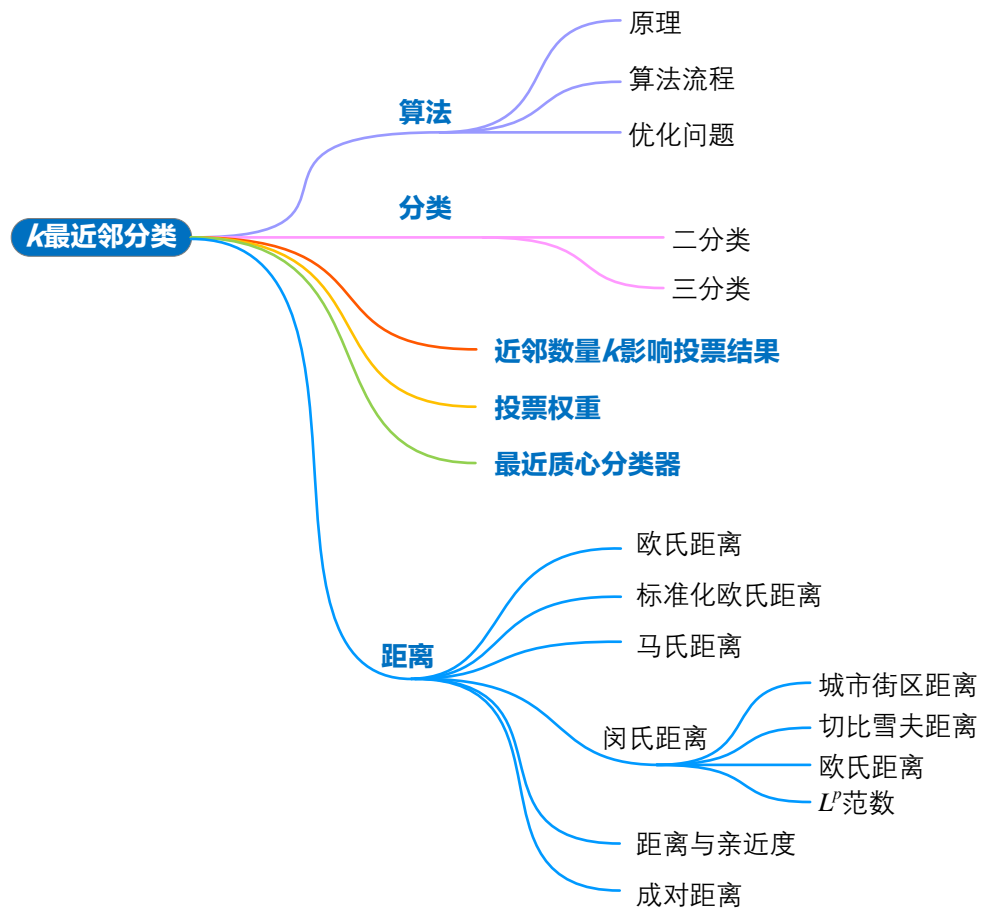 k最近邻分类
算法
原理
算法流程
优化问题
分类
二分类
三分类
近邻数量k影响投票结果
投票权重
最近质心分类器
距离
欧氏距离
标准化欧氏距离
马氏距离
闵氏距离
城市街区距离
切比雪夫距离
欧氏距离
Lᵖ范数
距离与亲近度
成对距离